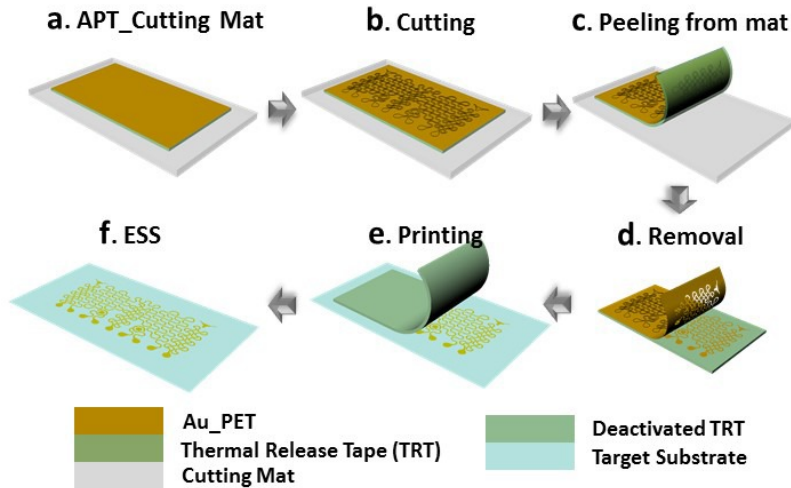 a. APT_Cutting Mat
b. Cutting
c. Peeling from mat
f. ESS
e. Printing
d. Removal
Au_PET
Thermal Release Tape (TRT)
Cutting Mat
Deactivated TRT
Target Substrate